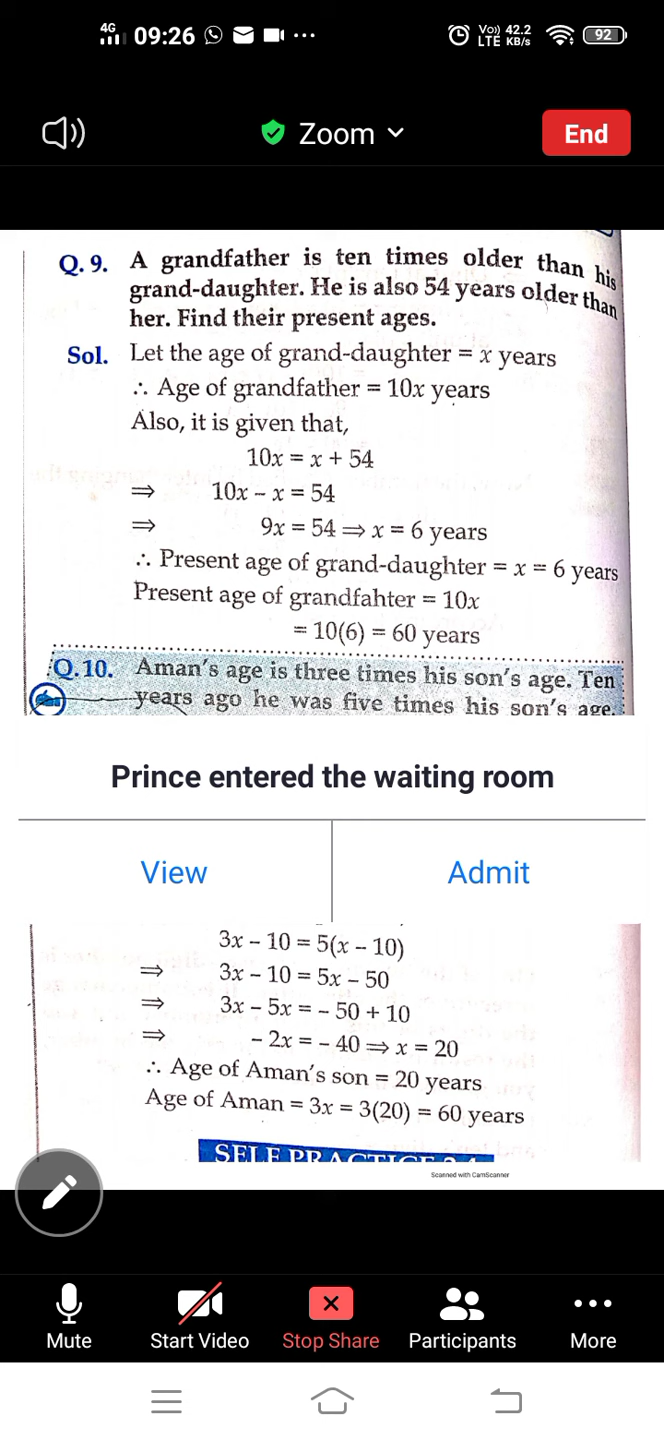 4G 09:26 Vo)) LTE 42.2 KB/s 92
Zoom End
Q. 9. A grandfather is ten times older than his
grand-daughter. He is also 54 years older than
her. Find their present ages.
Sol. Let the age of grand-daughter = x years
∴ Age of grandfather = 10x years
Also, it is given that,
10x = x + 54
⇒ 10x – x = 54
⇒ 9x = 54 ⇒ x = 6 years
∴ Present age of grand-daughter = x = 6 years
Present age of grandfahter = 10x
= 10(6) = 60 years
Q.10. Aman's age is three times his son's age. Ten
years ago he was five times his son's age.
Prince entered the waiting room
View Admit
3x – 10 = 5(x – 10)
⇒ 3x – 10 = 5x – 50
⇒ 3x – 5x = – 50 + 10
⇒ – 2x = – 40 ⇒ x = 20
∴ Age of Aman's son = 20 years
Age of Aman = 3x = 3(20) = 60 years
SELF PRACTICE
Scanned with CamScanner
Mute Start Video Stop Share Participants More